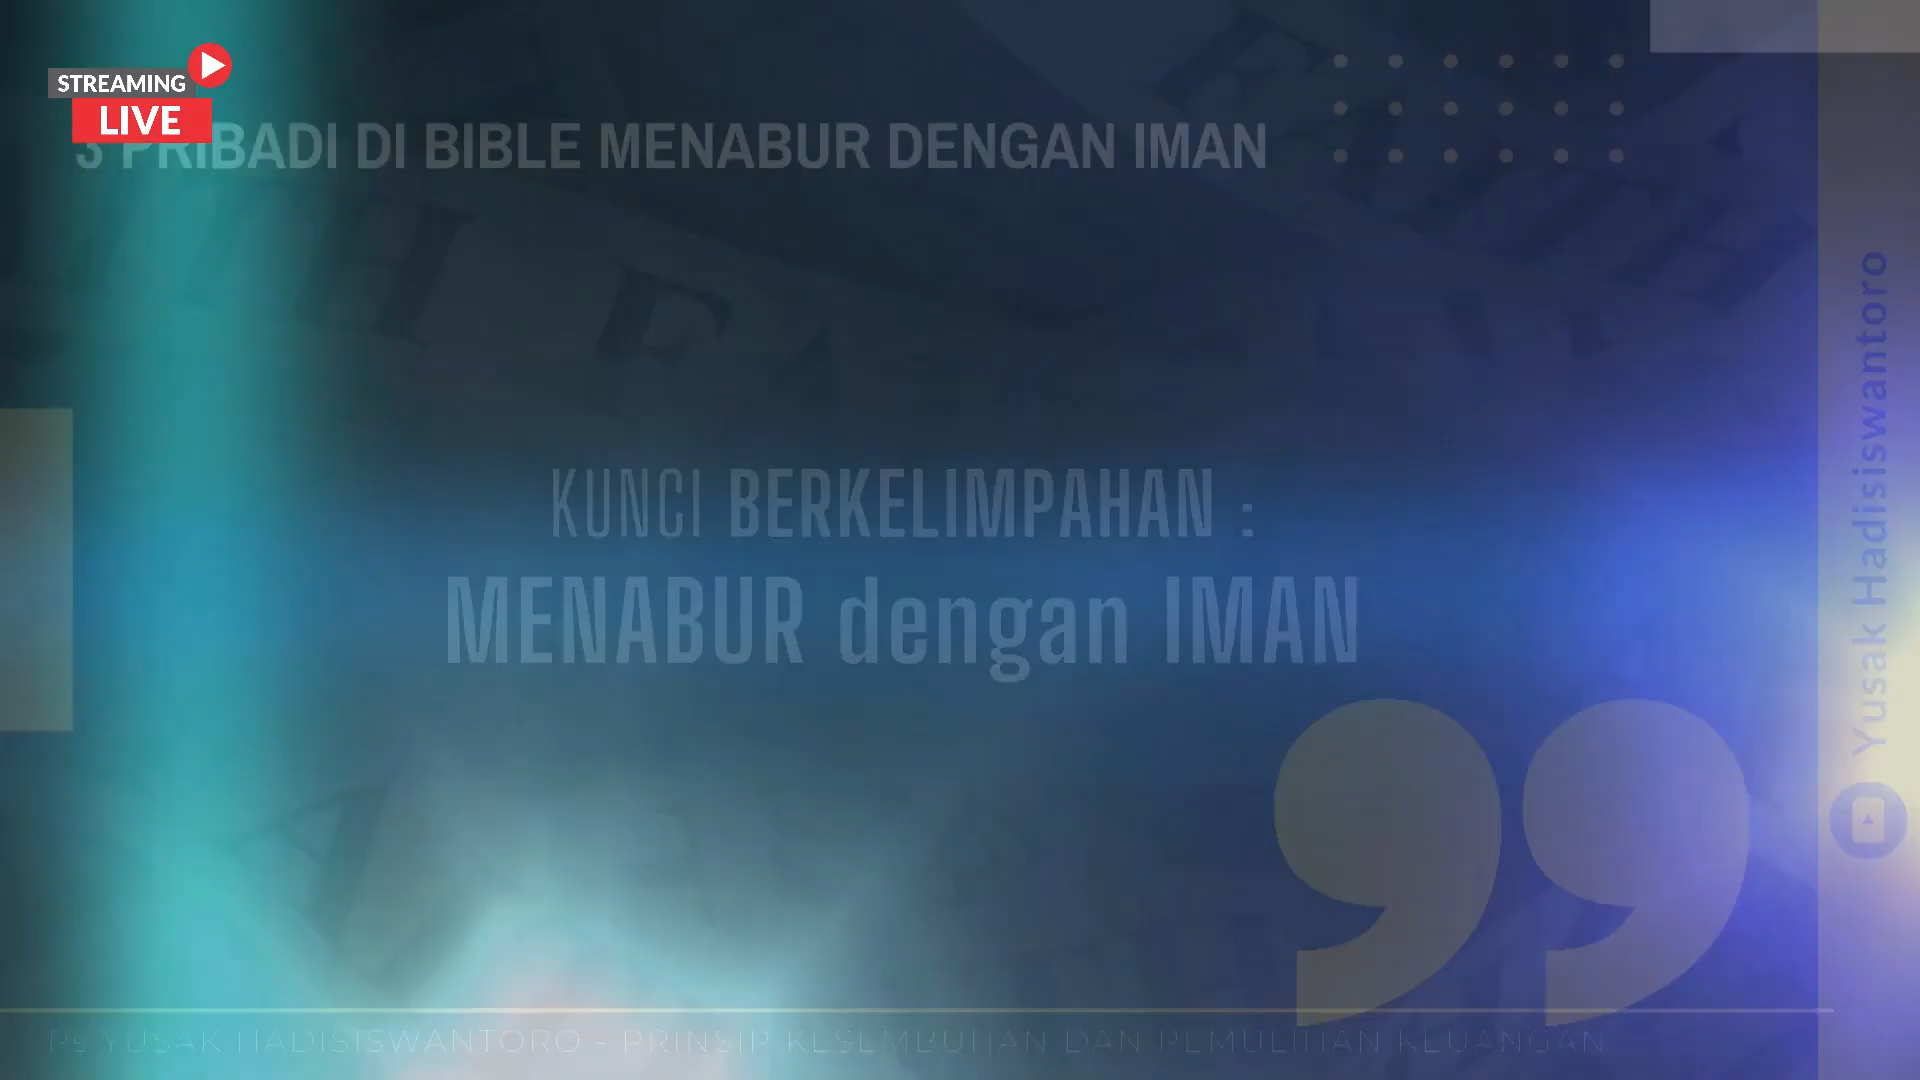 STREAMING
LIVE
3 PRIBADI DI BIBLE MENABUR DENGAN IMAN
KUNCI BERKELIMPAHAN :
MENABUR dengan IMAN
Yusak Hadisiswantoro
Ps YUSAK HADISISWANTORO - PRINSIP KESEMBUHAN DAN PEMULIHAN KEUANGAN